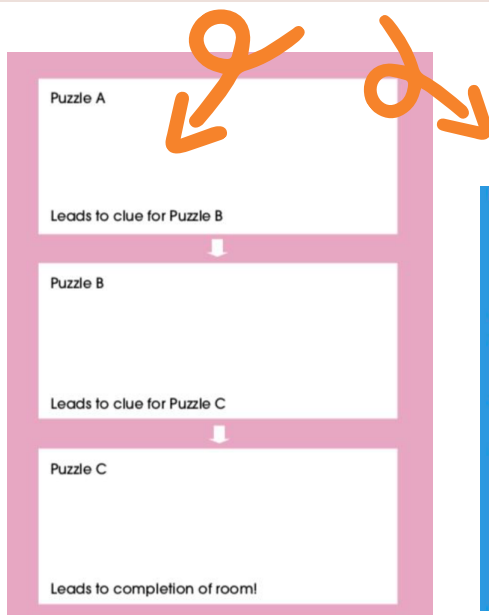 Puzzle A
Leads to clue for Puzzle B
Puzzle B
Leads to clue for Puzzle C
Puzzle C
Leads to completion of room!